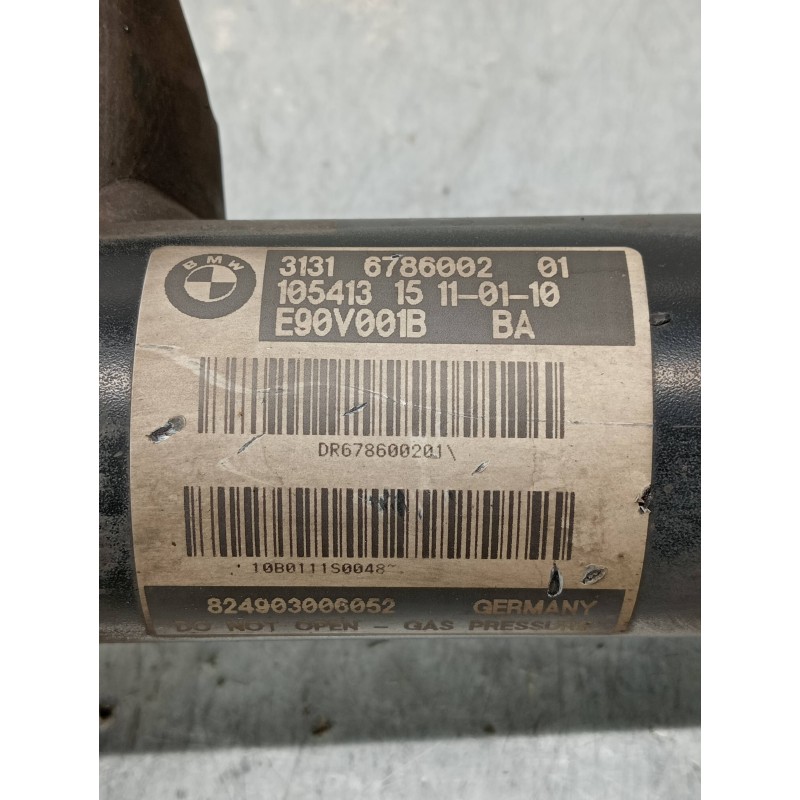 BMW
3131 6786002 01
105413 15 11-01-10
E90V001B BA
DR678600201\
10B0111S0048~
824903006052 GERMANY
DO NOT OPEN - GAS PRESSURE